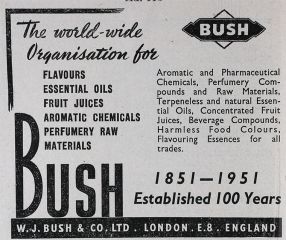 The world-wide
Organisation for
BUSH
FLAVOURS
ESSENTIAL OILS
FRUIT JUICES
AROMATIC CHEMICALS
PERFUMERY RAW
MATERIALS
Aromatic and Pharmaceutical
Chemicals, Perfumery Com-
pounds and Raw Materials,
Terpeneless and natural Essen-
tial Oils, Concentrated Fruit
Juices, Beverage Compounds,
Harmless Food Colours,
Flavouring Essences for all
trades.
BUSH
1851—1951
Established 100 Years
W.J. BUSH & CO. LTD. LONDON. E.8. ENGLAND